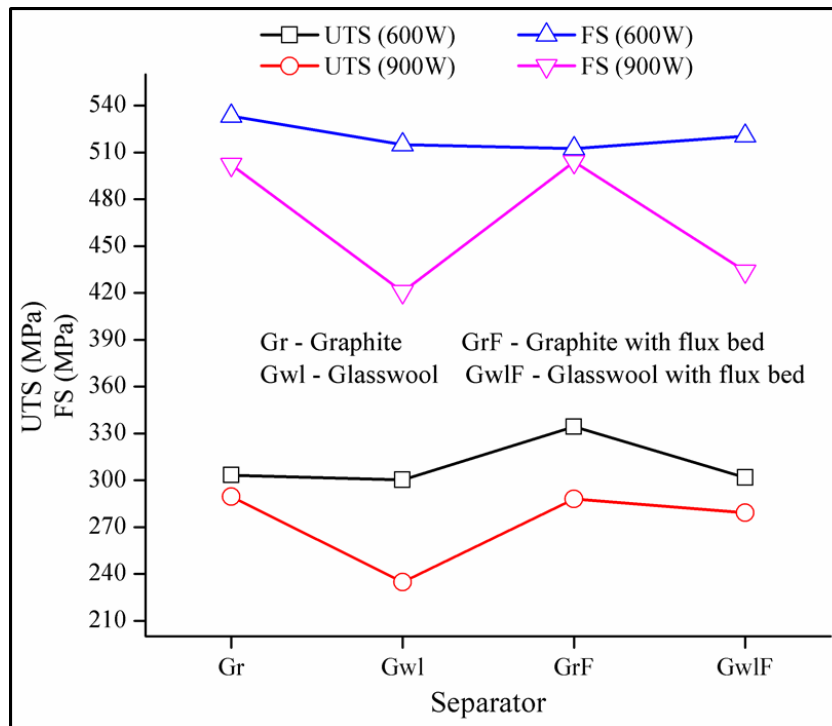 UTS (600W) FS (600W)
UTS (900W) FS (900W)
540
510
480
450
420
390
360
330
300
270
240
210
UTS (MPa)
FS (MPa)
Gr - Graphite GrF - Graphite with flux bed
Gwl - Glasswool GwlF - Glasswool with flux bed
Gr Gwl GrF GwlF
Separator